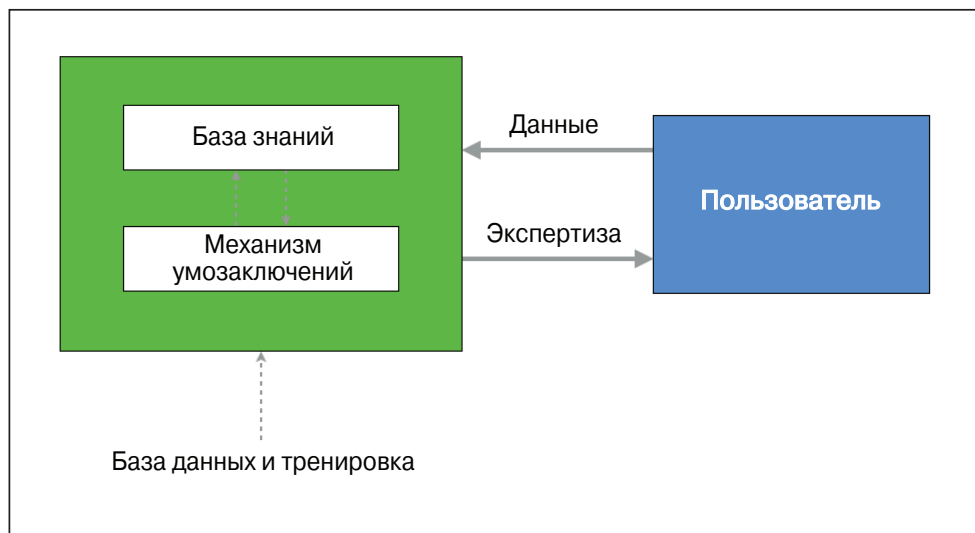 База знаний
Данные
Пользователь
Экспертиза
Механизм
умозаключений
База данных и тренировка